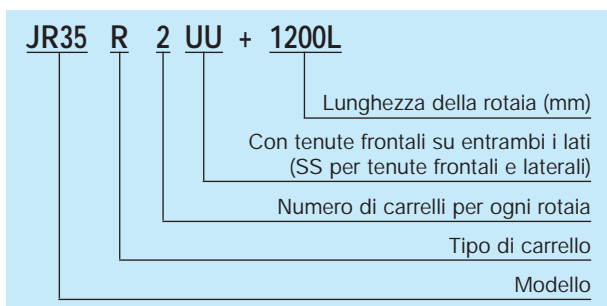 JR35 R 2 UU + 1200L
Lunghezza della rotaia (mm)
Con tenute frontali su entrambi i lati
(SS per tenute frontali e laterali)
Numero di carrelli per ogni rotaia
Tipo di carrello
Modello